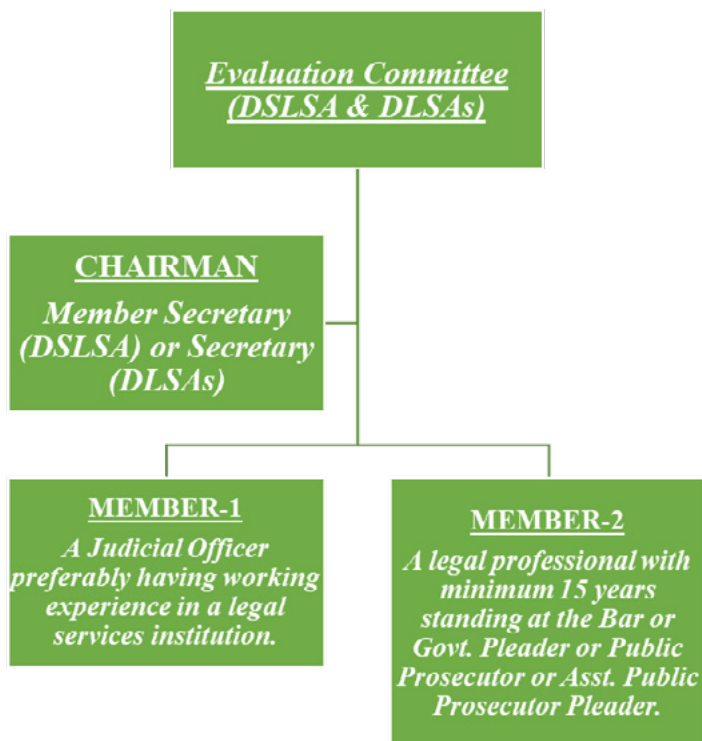 Evaluation Committee
(DSLSA & DLSAs)
CHAIRMAN
Member Secretary
(DSLSA) or Secretary
(DLSAs)
MEMBER-1
A Judicial Officer
preferably having working
experience in a legal
services institution.
MEMBER-2
A legal professional with
minimum 15 years
standing at the Bar or
Govt. Pleader or Public
Prosecutor or Asst. Public
Prosecutor Pleader.